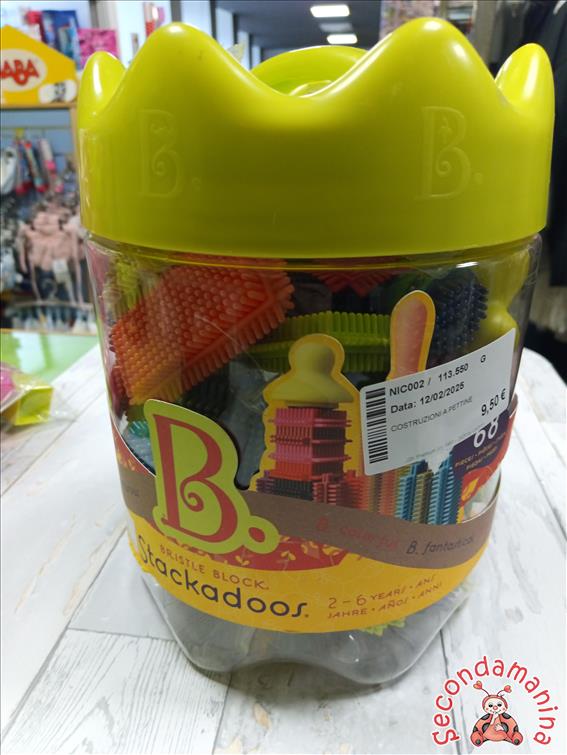 HABA
B.
B.
NIC002 / 113.550 G
Data: 12/02/2025
COSTRUZIONI A PETTINE
9,50 €
68
B.
B. colorful. B. fantastical.
BRISTLE BLOCK®
Stackadoos®
2-6 YEARS • ANS
JAHRE • AÑOS • ANNI
Secondamanina